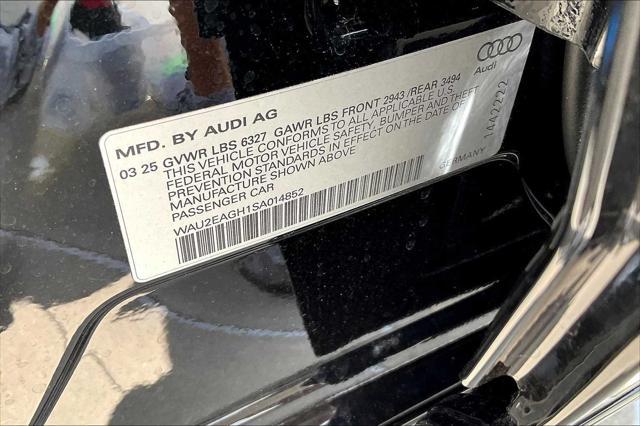 Audi
MFD. BY AUDI AG
03 25 GVWR LBS 6327 GAWR LBS FRONT 2943 /REAR 3494
THIS VEHICLE CONFORMS TO ALL APPLICABLE U.S.
FEDERAL MOTOR VEHICLE SAFETY, BUMPER AND THEFT
PREVENTION STANDARDS IN EFFECT ON THE DATE OF
MANUFACTURE SHOWN ABOVE
PASSENGER CAR
WAU2EAGH1SA014852
GERMANY
14422222